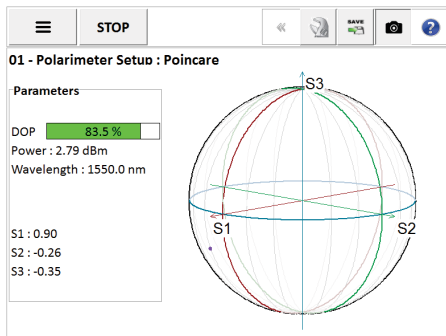 STOP
«
SAVE
?
01 - Polarimeter Setup : Poincare
Parameters
DOP 83.5 %
Power : 2.79 dBm
Wavelength : 1550.0 nm
S1 : 0.90
S2 : -0.26
S3 : -0.35
S3
S1
S2